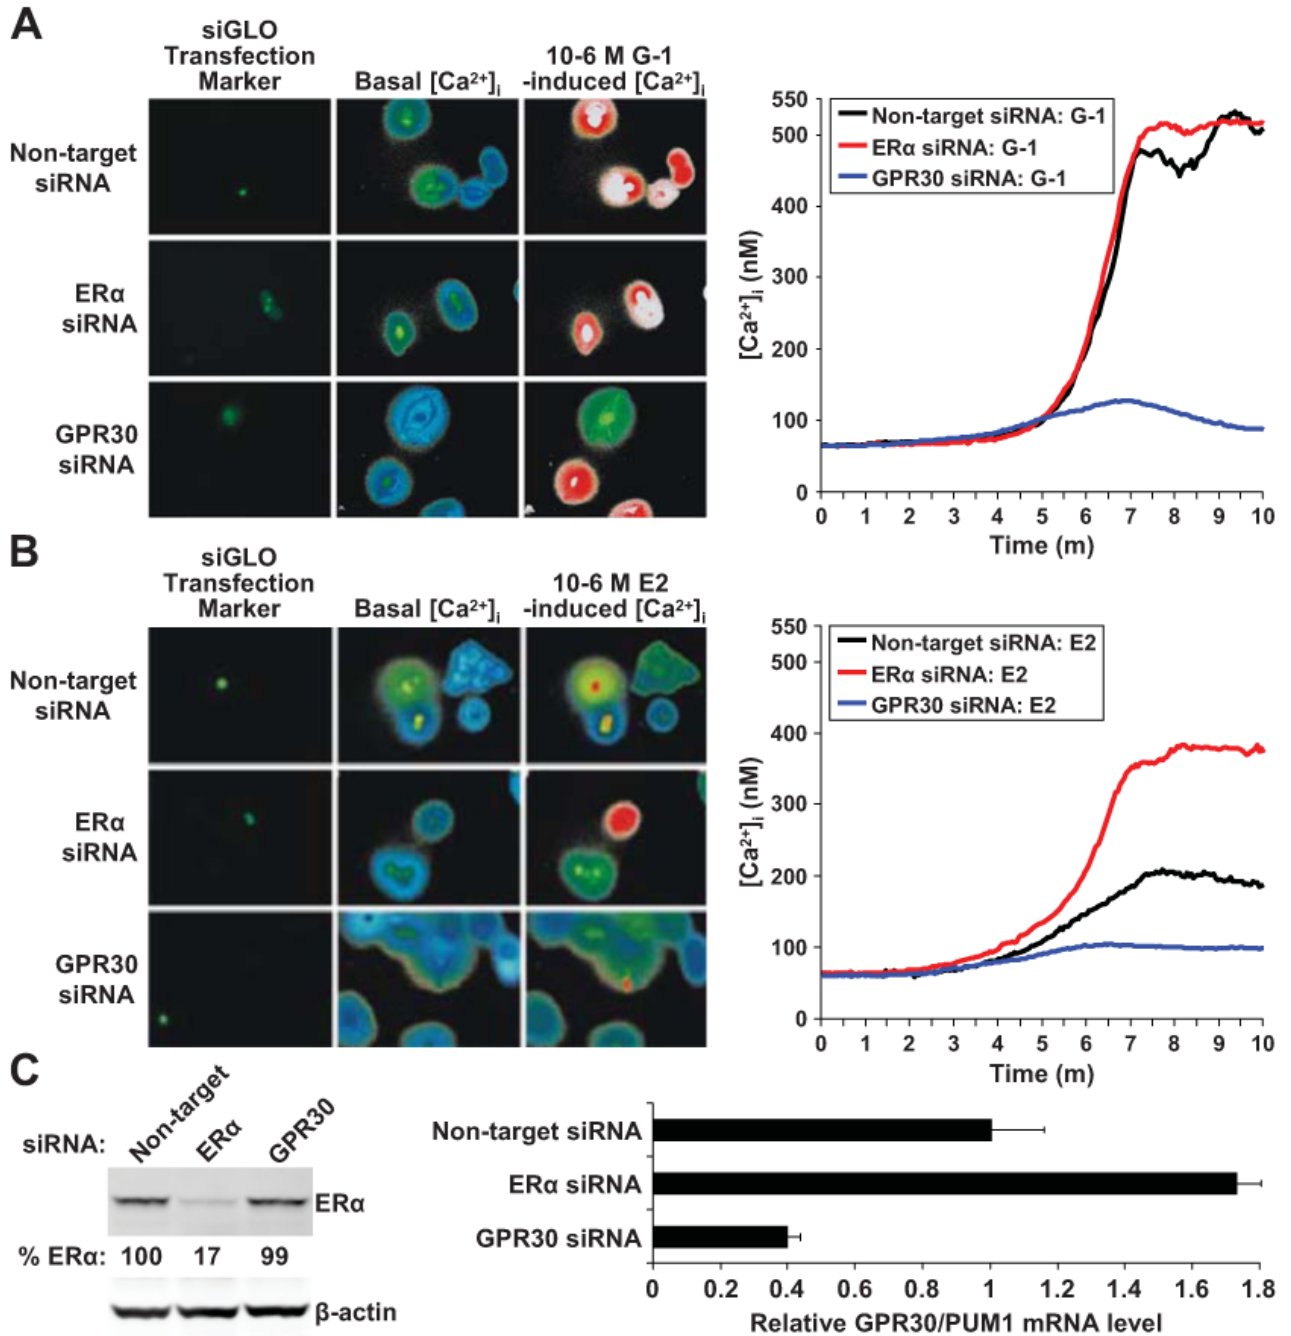 A
siGLO
Transfection
Marker
Basal [Ca²⁺]ᵢ
10-6 M G-1
-induced [Ca²⁺]ᵢ
Non-target
siRNA
ERα
siRNA
GPR30
siRNA
550
500
400
300
200
100
0
[Ca²⁺]ᵢ (nM)
Non-target siRNA: G-1
ERα siRNA: G-1
GPR30 siRNA: G-1
0 1 2 3 4 5 6 7 8 9 10
Time (m)
B
siGLO
Transfection
Marker
Basal [Ca²⁺]ᵢ
10-6 M E2
-induced [Ca²⁺]ᵢ
Non-target
siRNA
ERα
siRNA
GPR30
siRNA
550
500
400
300
200
100
0
[Ca²⁺]ᵢ (nM)
Non-target siRNA: E2
ERα siRNA: E2
GPR30 siRNA: E2
0 1 2 3 4 5 6 7 8 9 10
Time (m)
C
siRNA: Non-target ERα GPR30
ERα
% ERα: 100 17 99
β-actin
Non-target siRNA
ERα siRNA
GPR30 siRNA
0 0.2 0.4 0.6 0.8 1 1.2 1.4 1.6 1.8
Relative GPR30/PUM1 mRNA level